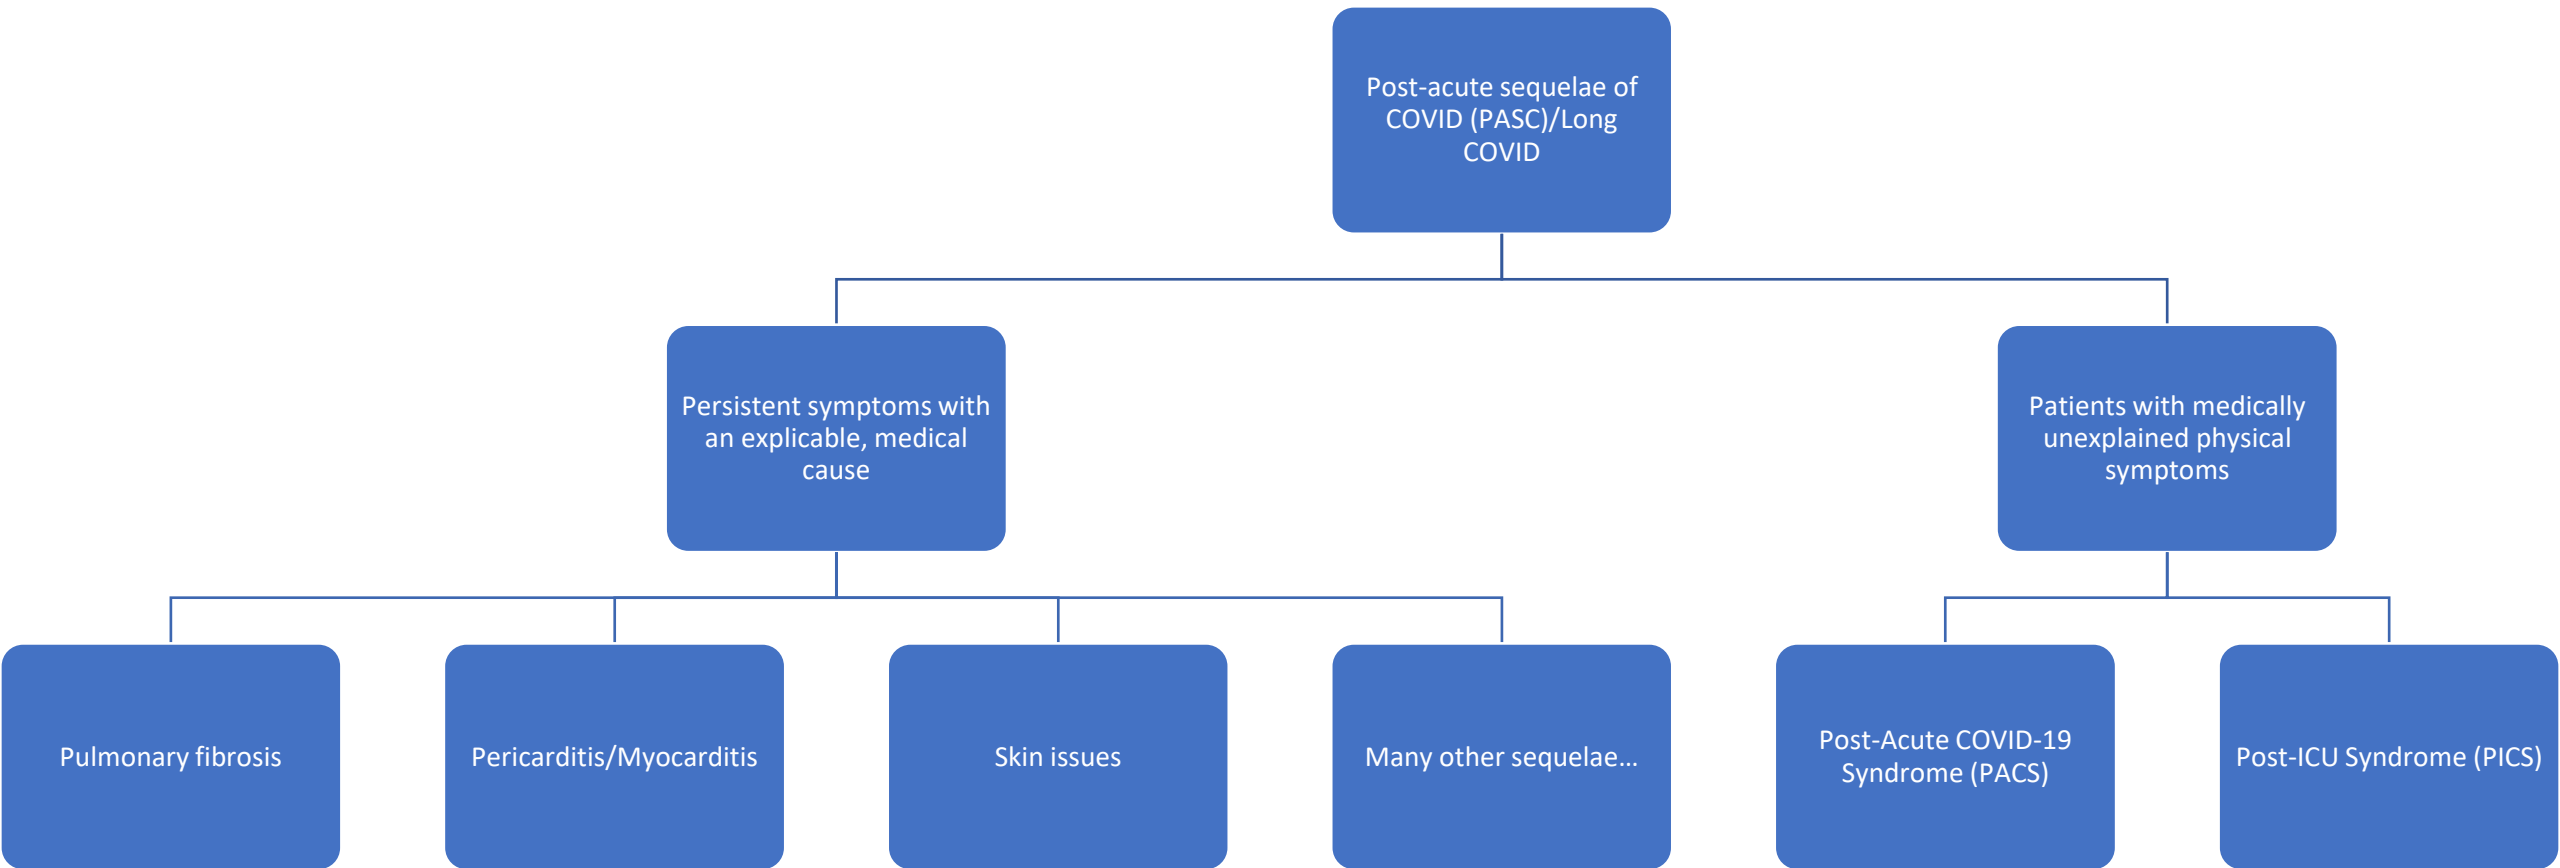 Post-acute sequelae of
COVID (PASC)/Long
COVID
Persistent symptoms with
an explicable, medical
cause
Patients with medically
unexplained physical
symptoms
Pulmonary fibrosis
Pericarditis/Myocarditis
Skin issues
Many other sequelae...
Post-Acute COVID-19
Syndrome (PACS)
Post-ICU Syndrome (PICS)